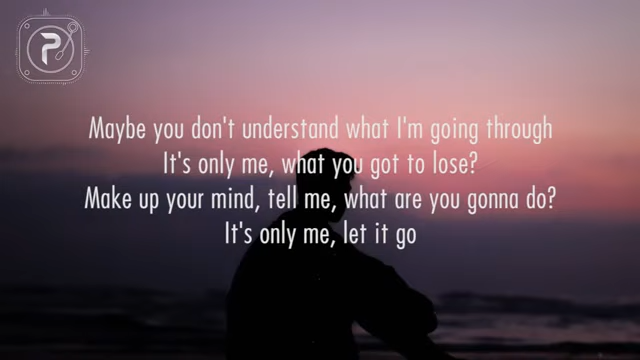 Maybe you don't understand what I'm going through
It's only me, what you got to lose?
Make up your mind, tell me, what are you gonna do?
It's only me, let it go